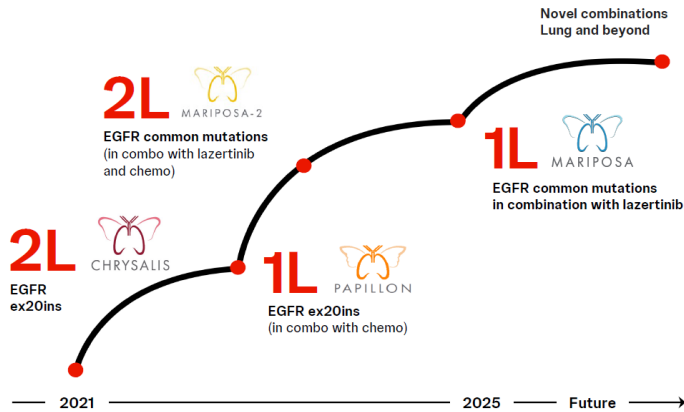 Novel combinations
Lung and beyond
2L
MARIPOSA-2
EGFR common mutations
(in combo with lazertinib
and chemo)
1L
MARIPOSA
EGFR common mutations
in combination with lazertinib
2L
CHRYSALIS
EGFR
ex20ins
1L
PAPILLON
EGFR ex20ins
(in combo with chemo)
2021
2025
Future